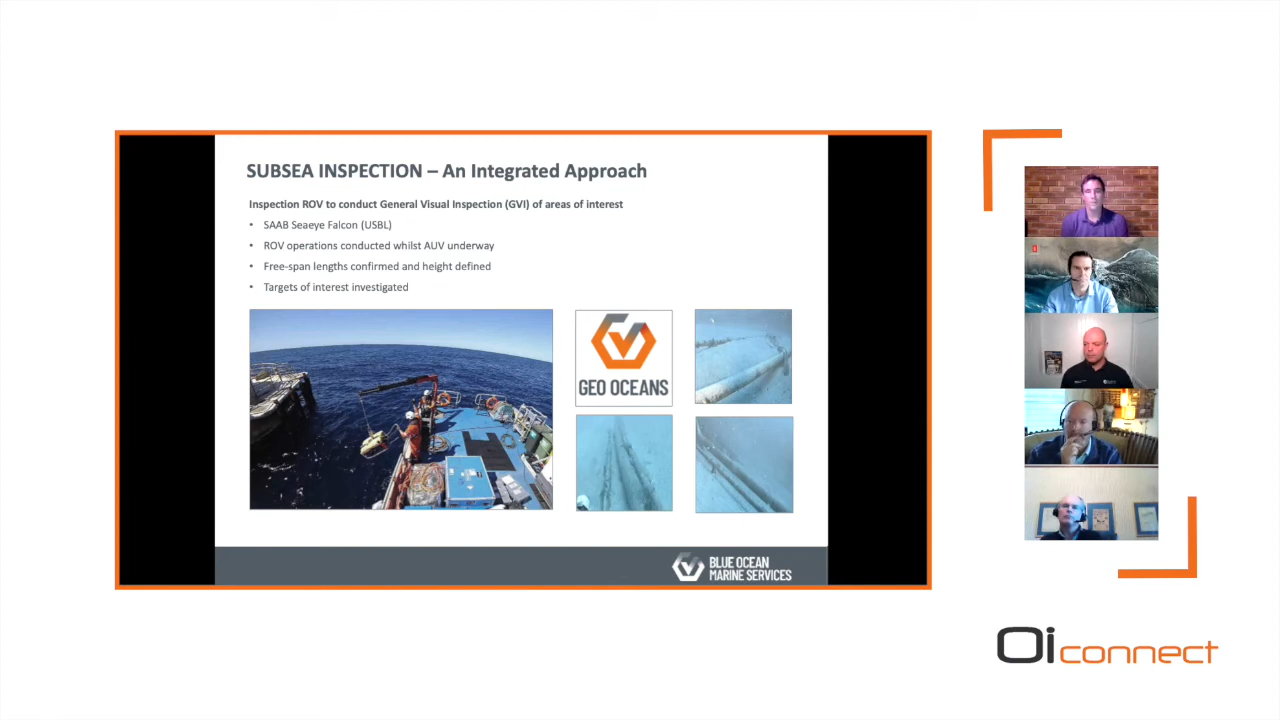 SUBSEA INSPECTION – An Integrated Approach
Inspection ROV to conduct General Visual Inspection (GVI) of areas of interest
• SAAB Seaeye Falcon (USBL)
• ROV operations conducted whilst AUV underway
• Free-span lengths confirmed and height defined
• Targets of interest investigated
GEO OCEANS
BLUE OCEAN
MARINE SERVICES
Oi connect